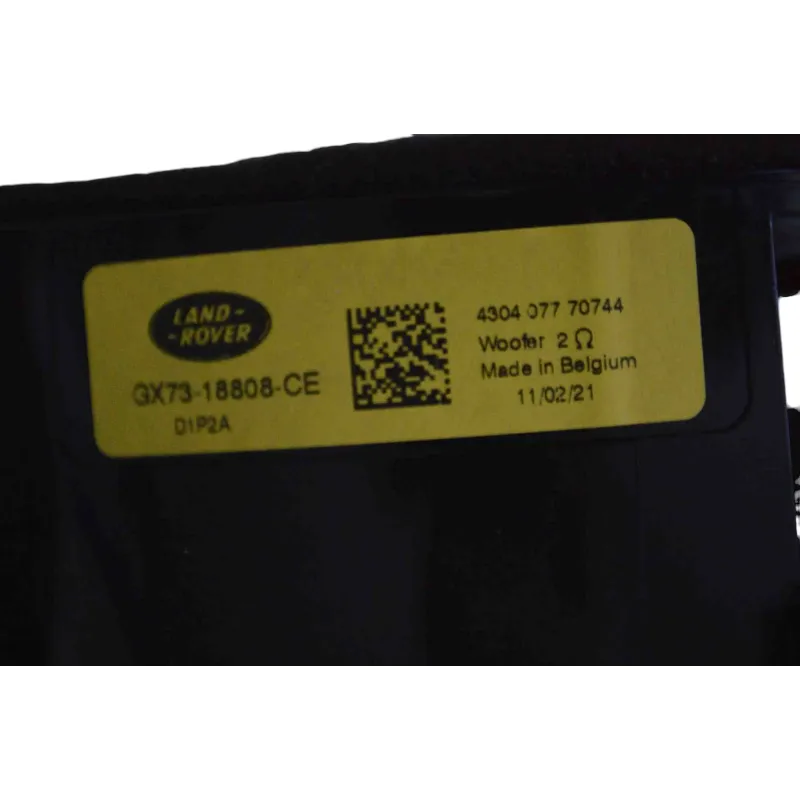 LAND-
-ROVER
GX73-18808-CE
D1P2A
4304 077 70744
Woofer 2 Ω
Made in Belgium
11/02/21